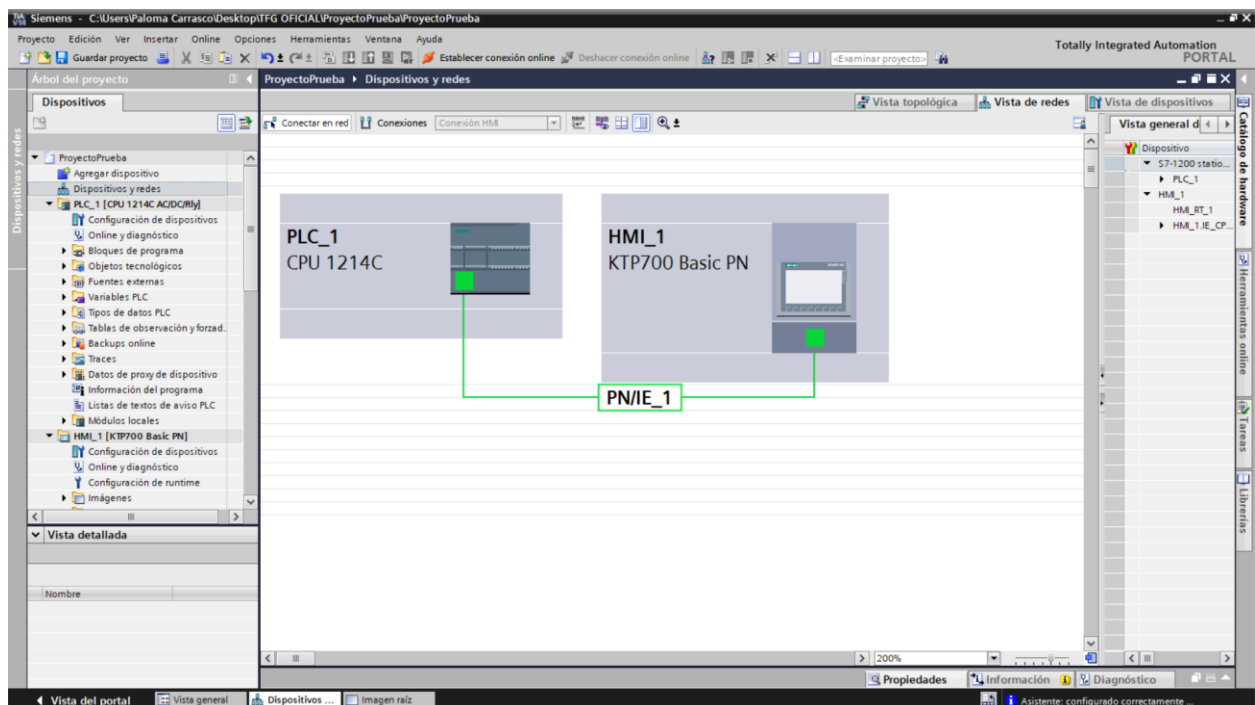 Siemens - C:\Users\Paloma Carrasco\Desktop\TFG OFICIAL\ProyectoPrueba\ProyectoPrueba
Proyecto Edición Ver Insertar Online Opciones Herramientas Ventana Ayuda
Totally Integrated Automation
PORTAL
Guardar proyecto
Establecer conexión online
Deshacer conexión online
<Examinar proyecto>
Árbol del proyecto
ProyectoPrueba Dispositivos y redes
Dispositivos
Vista topológica
Vista de redes
Vista de dispositivos
Conectar en red
Conexiones
Conexión HMI
Vista general d
Dispositivos y redes
ProyectoPrueba
Agregar dispositivo
Dispositivos y redes
PLC_1 [CPU 1214C AC/DC/Rly]
Configuración de dispositivos
Online y diagnóstico
Bloques de programa
Objetos tecnológicos
Fuentes externas
Variables PLC
Tipos de datos PLC
Tablas de observación y forzad..
Backups online
Traces
Datos de proxy de dispositivo
Información del programa
Listas de textos de aviso PLC
Módulos locales
HMI_1 [KTP700 Basic PN]
Configuración de dispositivos
Online y diagnóstico
Configuración de runtime
Imágenes
Vista detallada
Nombre
PLC_1
CPU 1214C
HMI_1
KTP700 Basic PN
PN/IE_1
200%
Dispositivo
S7-1200 statio...
PLC_1
HMI_1
HMI_RT_1
HMI_1.IE_CP...
Catálogo de hardware
Herramientas online
Tareas
Librerías
Propiedades
Información
Diagnóstico
Vista del portal
Vista general
Dispositivos ...
Imagen raíz
Asistente: configurado correctamente ...